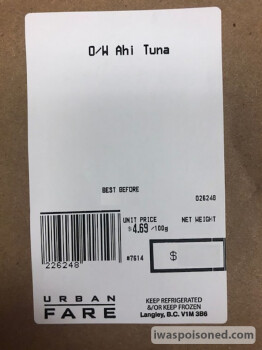 O/W Ahi Tuna
BEST BEFORE
026248
UNIT PRICE
NET WEIGHT
$4.69/100g
226248
#7614
$
URBAN
FARE
KEEP REFRIGERATED
&/OR KEEP FROZEN
Langley, B.C. V1M 3B6
iwaspoisoned.com